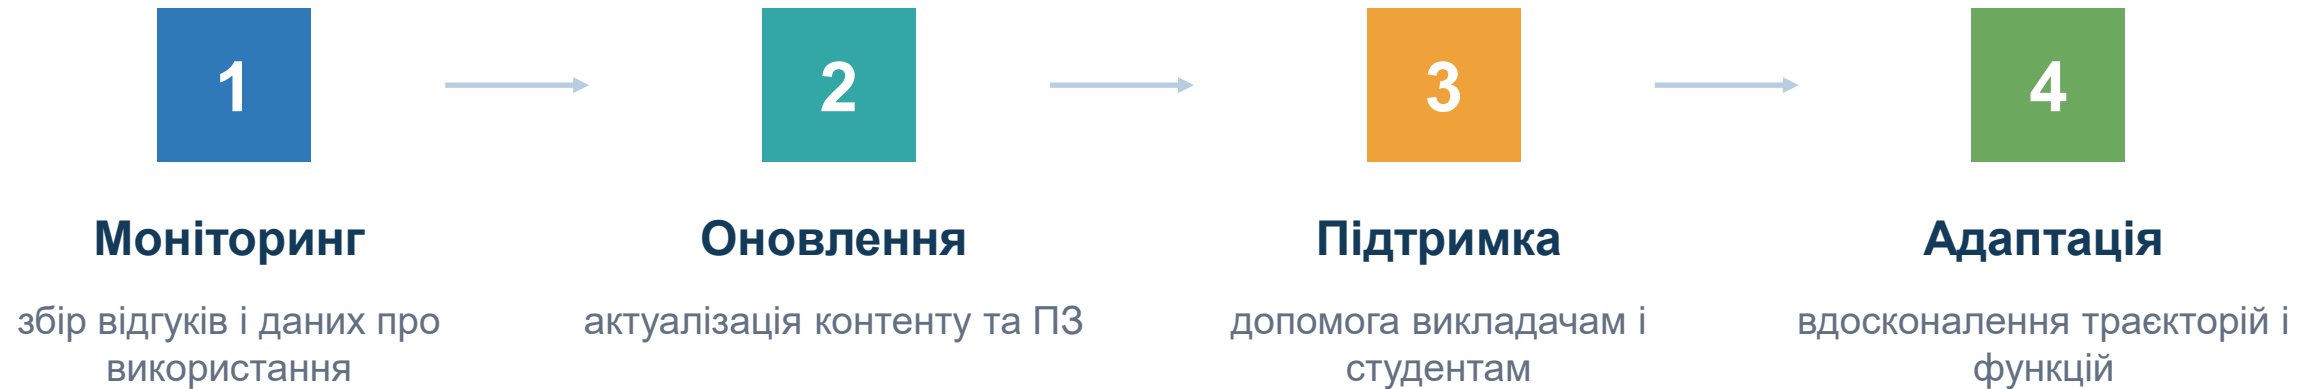 1
2
3
4
Моніторинг
Оновлення
Підтримка
Адаптація
збір відгуків і даних про
використання
актуалізація контенту та ПЗ
допомога викладачам і
студентам
вдосконалення траєкторій і
функцій